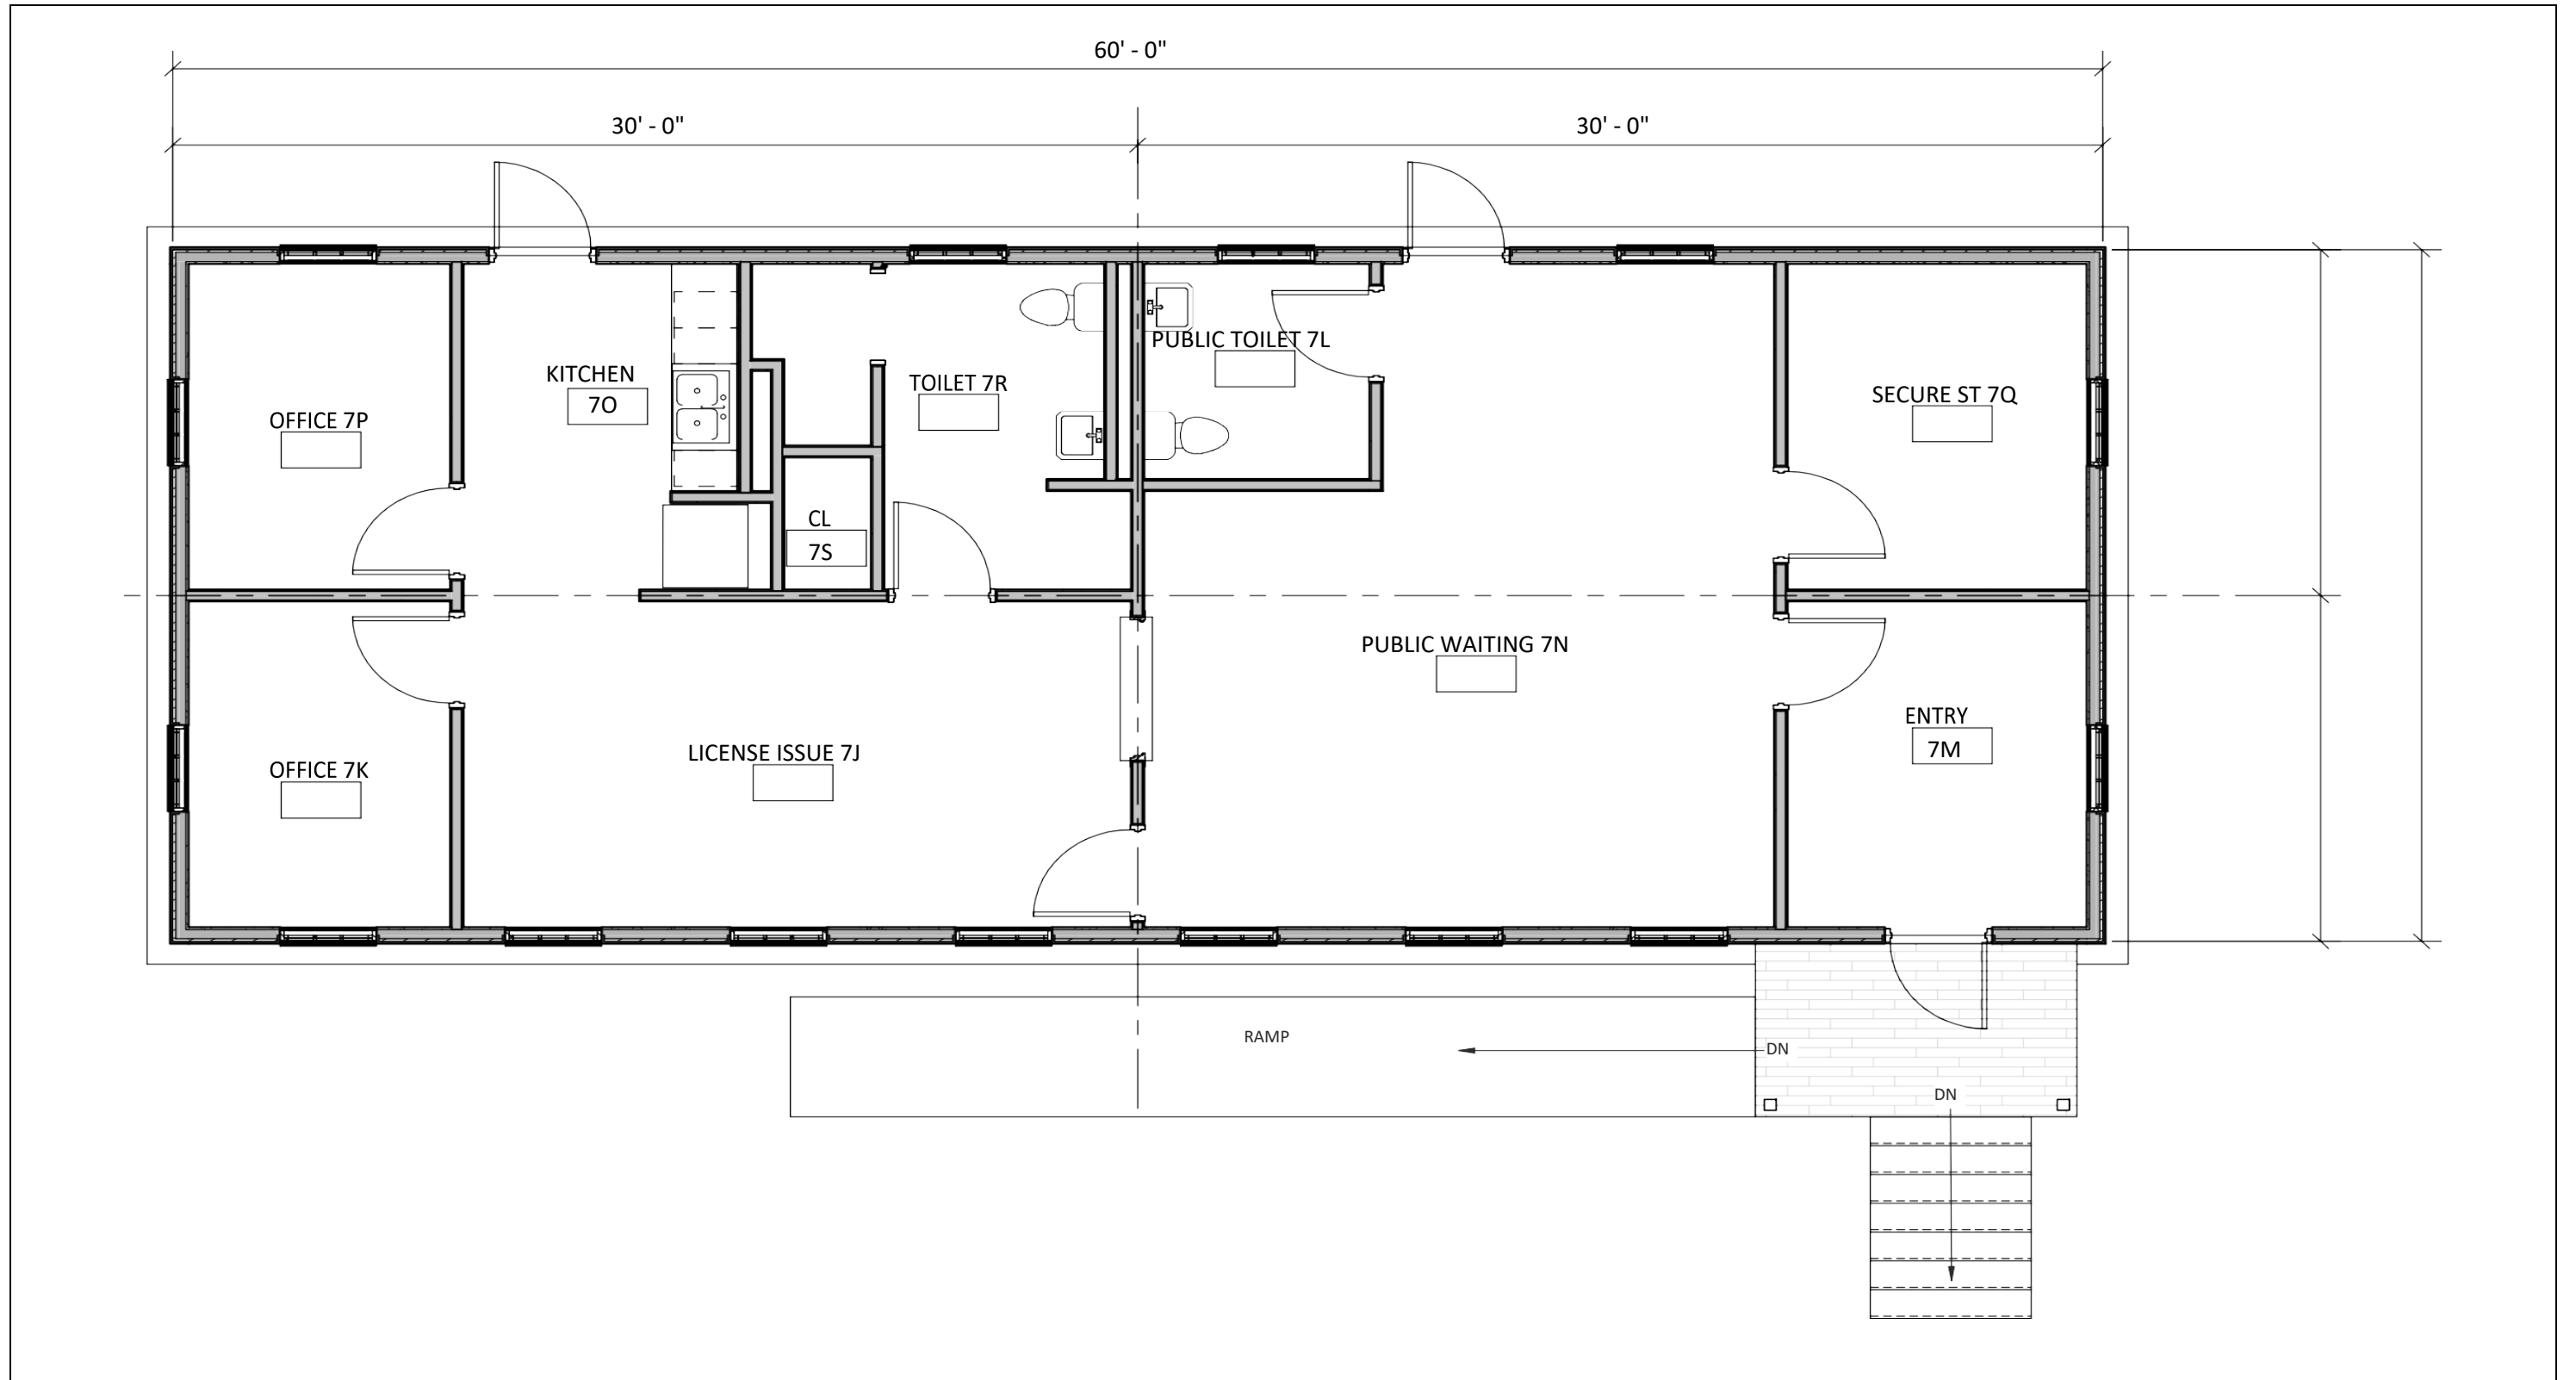 60' - 0"
30' - 0"
30' - 0"
PUBLIC TOILET 7L
KITCHEN
7O
TOILET 7R
SECURE ST 7Q
OFFICE 7P
CL
7S
PUBLIC WAITING 7N
ENTRY
7M
LICENSE ISSUE 7J
OFFICE 7K
RAMP
DN
DN